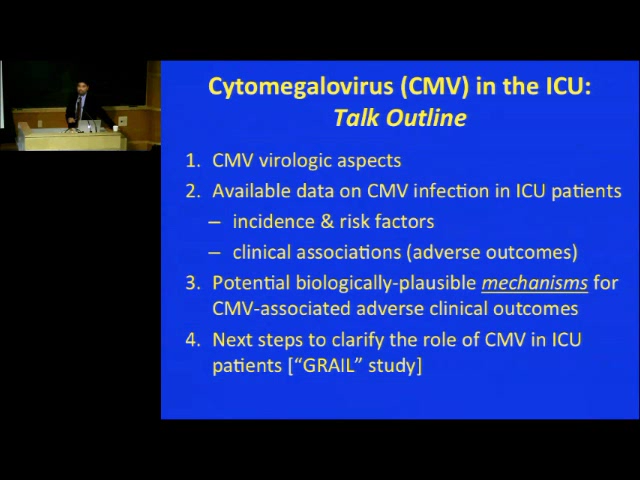 Cytomegalovirus (CMV) in the ICU:
Talk Outline
1. CMV virologic aspects
2. Available data on CMV infection in ICU patients
– incidence & risk factors
– clinical associations (adverse outcomes)
3. Potential biologically-plausible mechanisms for
CMV-associated adverse clinical outcomes
4. Next steps to clarify the role of CMV in ICU
patients [“GRAIL” study]